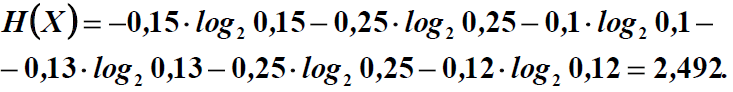 H(X) = −0,15 · log₂ 0,15 − 0,25 · log₂ 0,25 − 0,1 · log₂ 0,1 −
− 0,13 · log₂ 0,13 − 0,25 · log₂ 0,25 − 0,12 · log₂ 0,12 = 2,492.